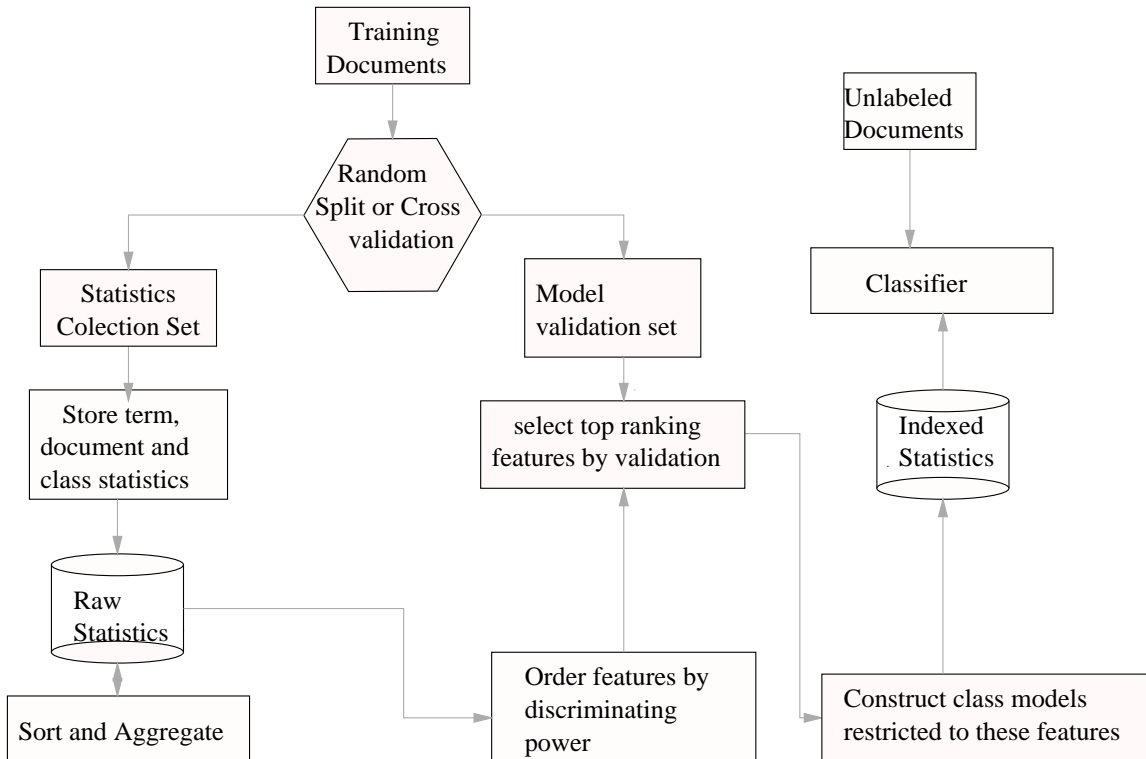 Training
Documents
Random
Split or Cross
validation
Statistics
Colection Set
Store term,
document and
class statistics
Raw
Statistics
Sort and Aggregate
Model
validation set
select top ranking
features by validation
Order features by
discriminating
power
Unlabeled
Documents
Classifier
Indexed
Statistics
Construct class models
restricted to these features